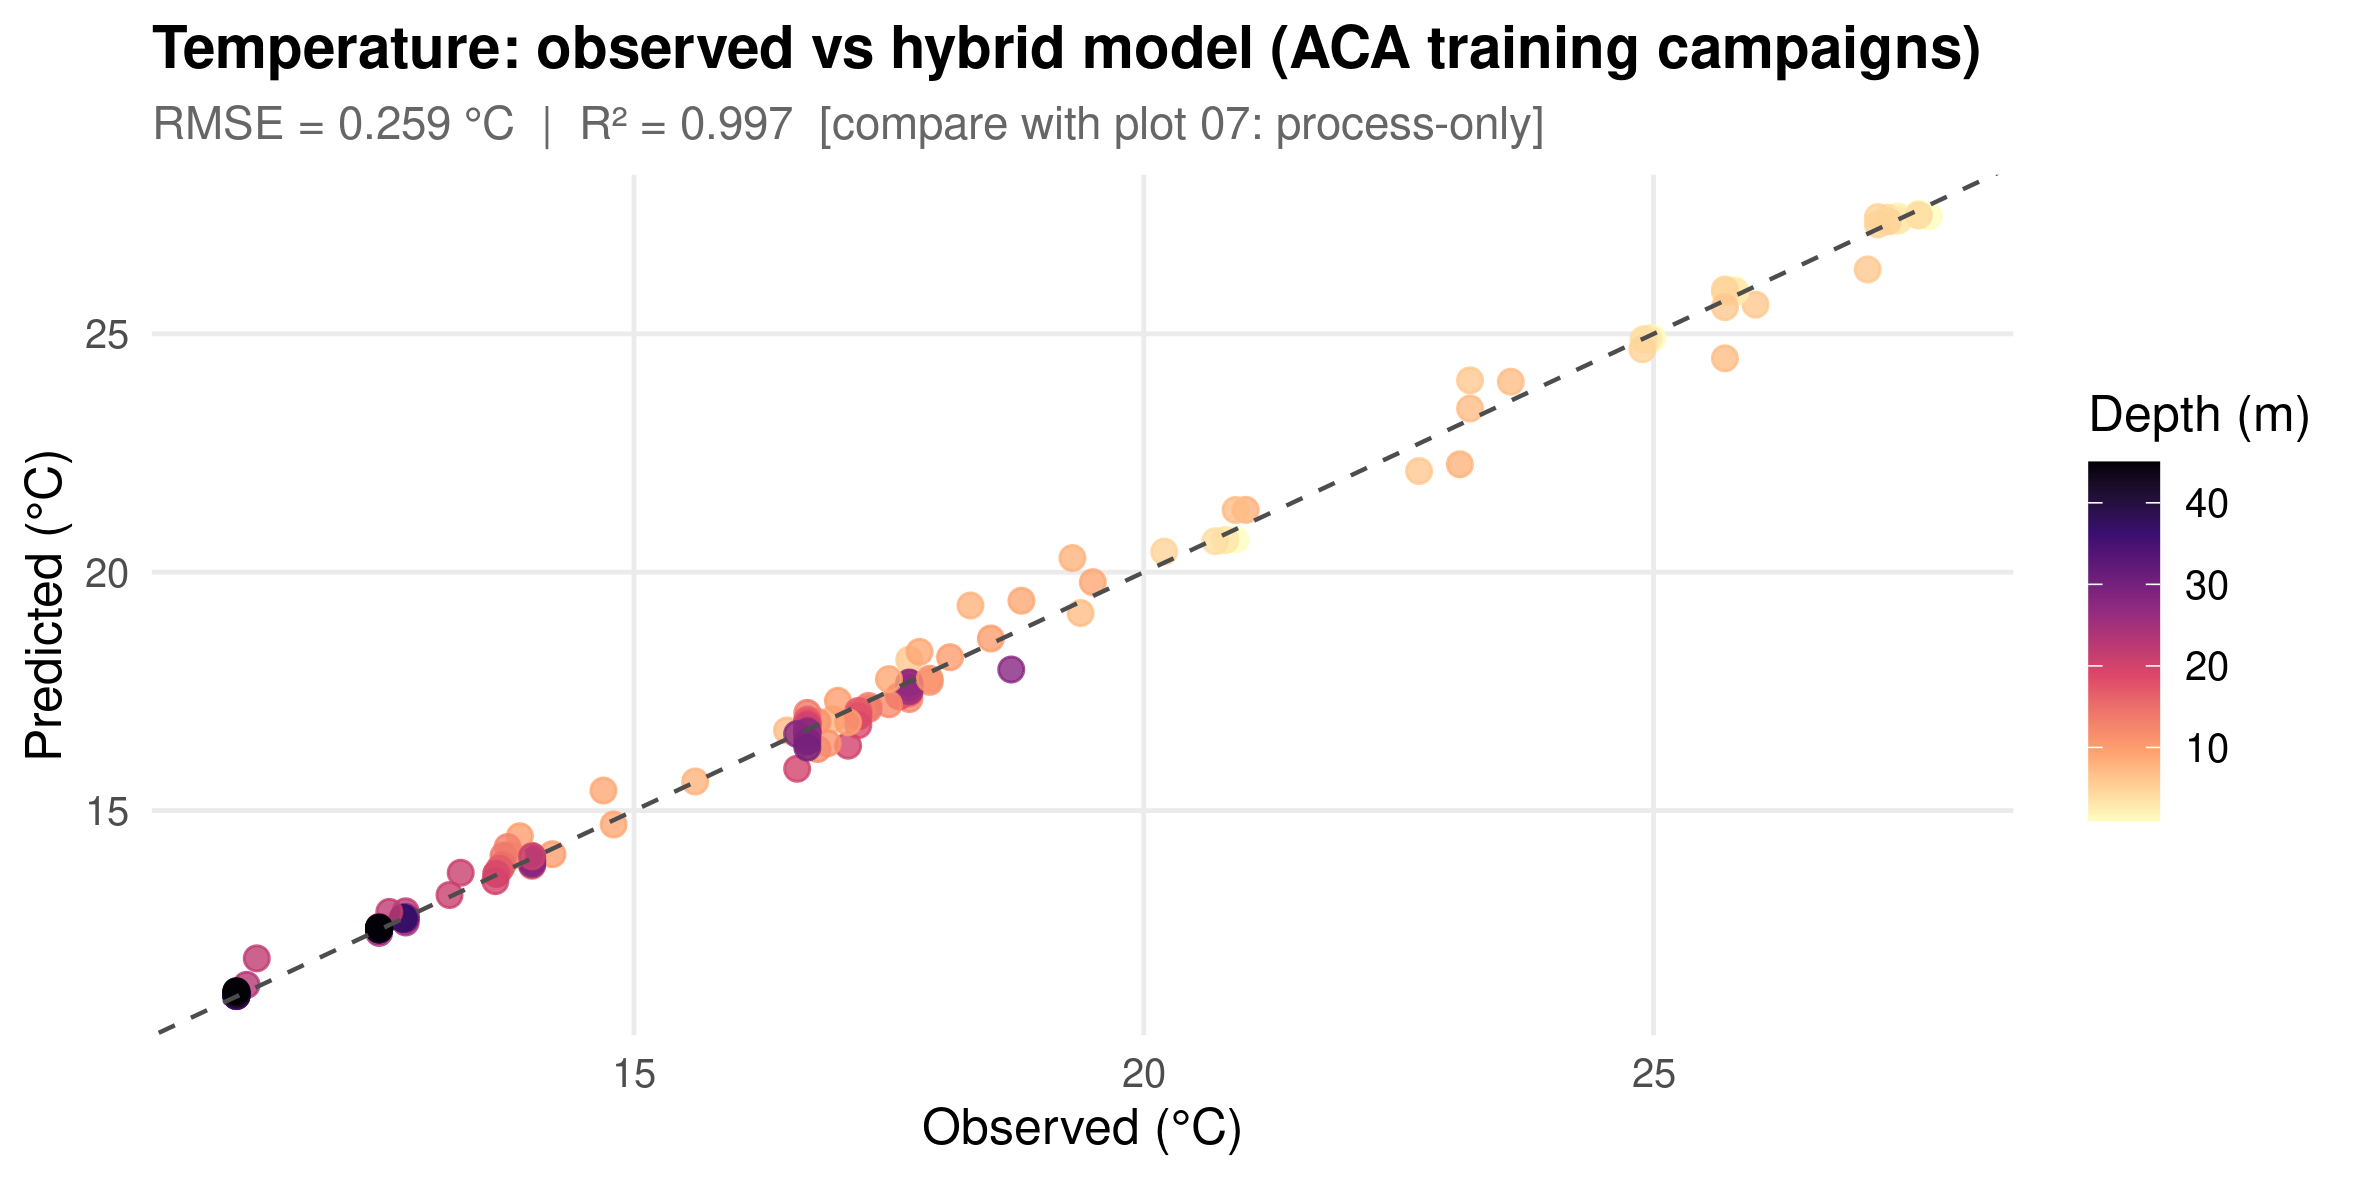 Temperature: observed vs hybrid model (ACA training campaigns)
RMSE = 0.259 °C | R² = 0.997 [compare with plot 07: process-only]
Predicted (°C)
25
20
15
15
20
25
Observed (°C)
Depth (m)
40
30
20
10